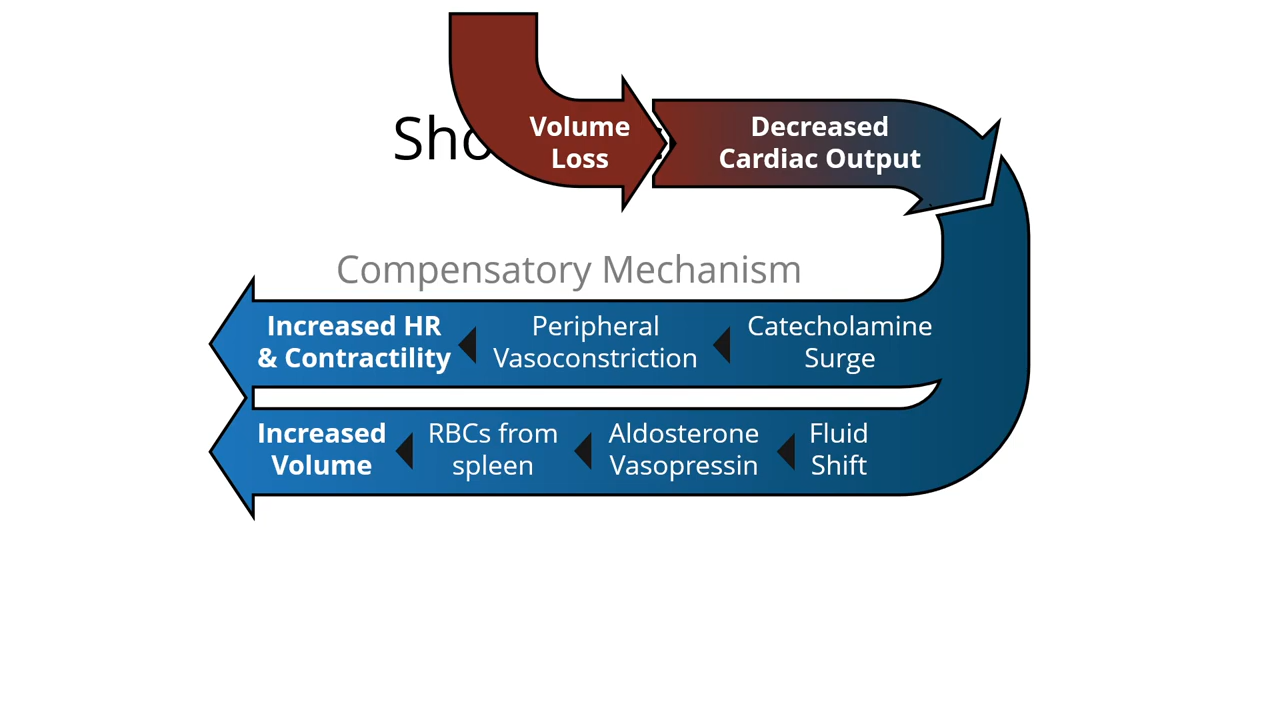 Volume
Loss
Decreased
Cardiac Output
Compensatory Mechanism
Increased HR
& Contractility
Peripheral
Vasoconstriction
Catecholamine
Surge
Increased
Volume
RBCs from
spleen
Aldosterone
Vasopressin
Fluid
Shift